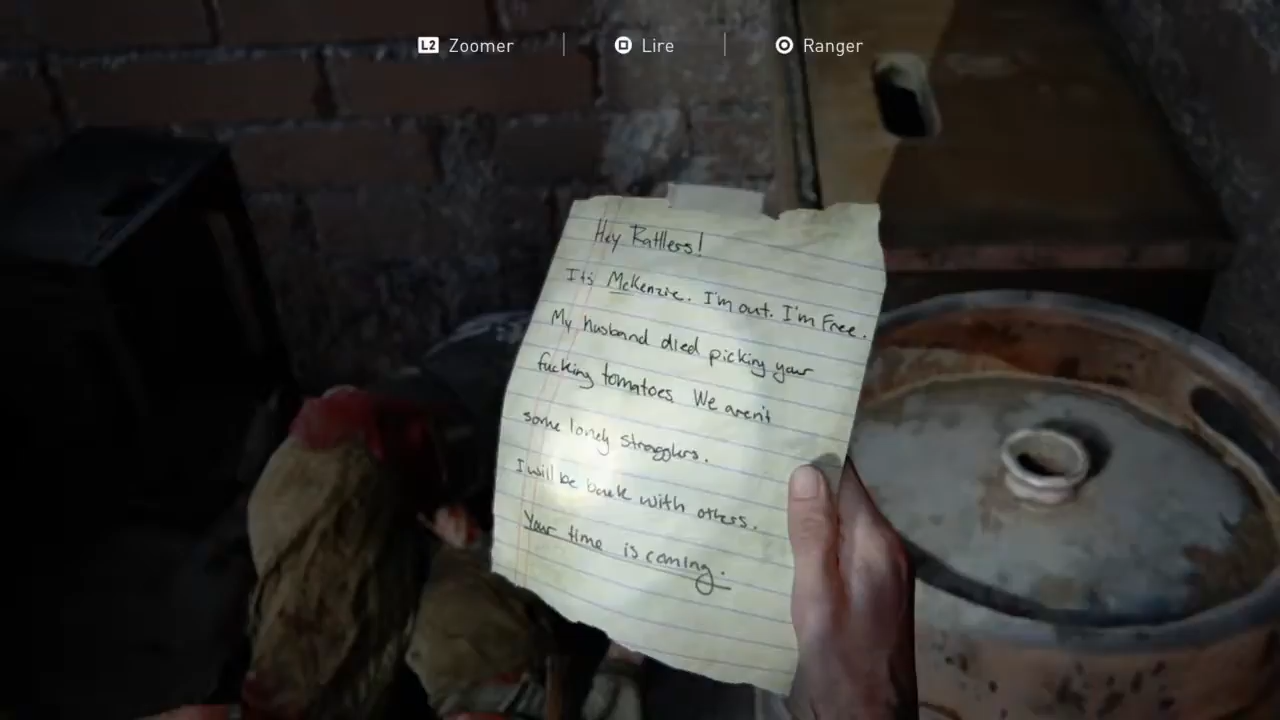 L2 Zoomer Lire Ranger
Hey Rattlers!
It's McKenzie. I'm out. I'm Free.
My husband died picking your
fucking tomatoes. We aren't
some lonely stragglers.
I will be back with others.
Your time is coming.